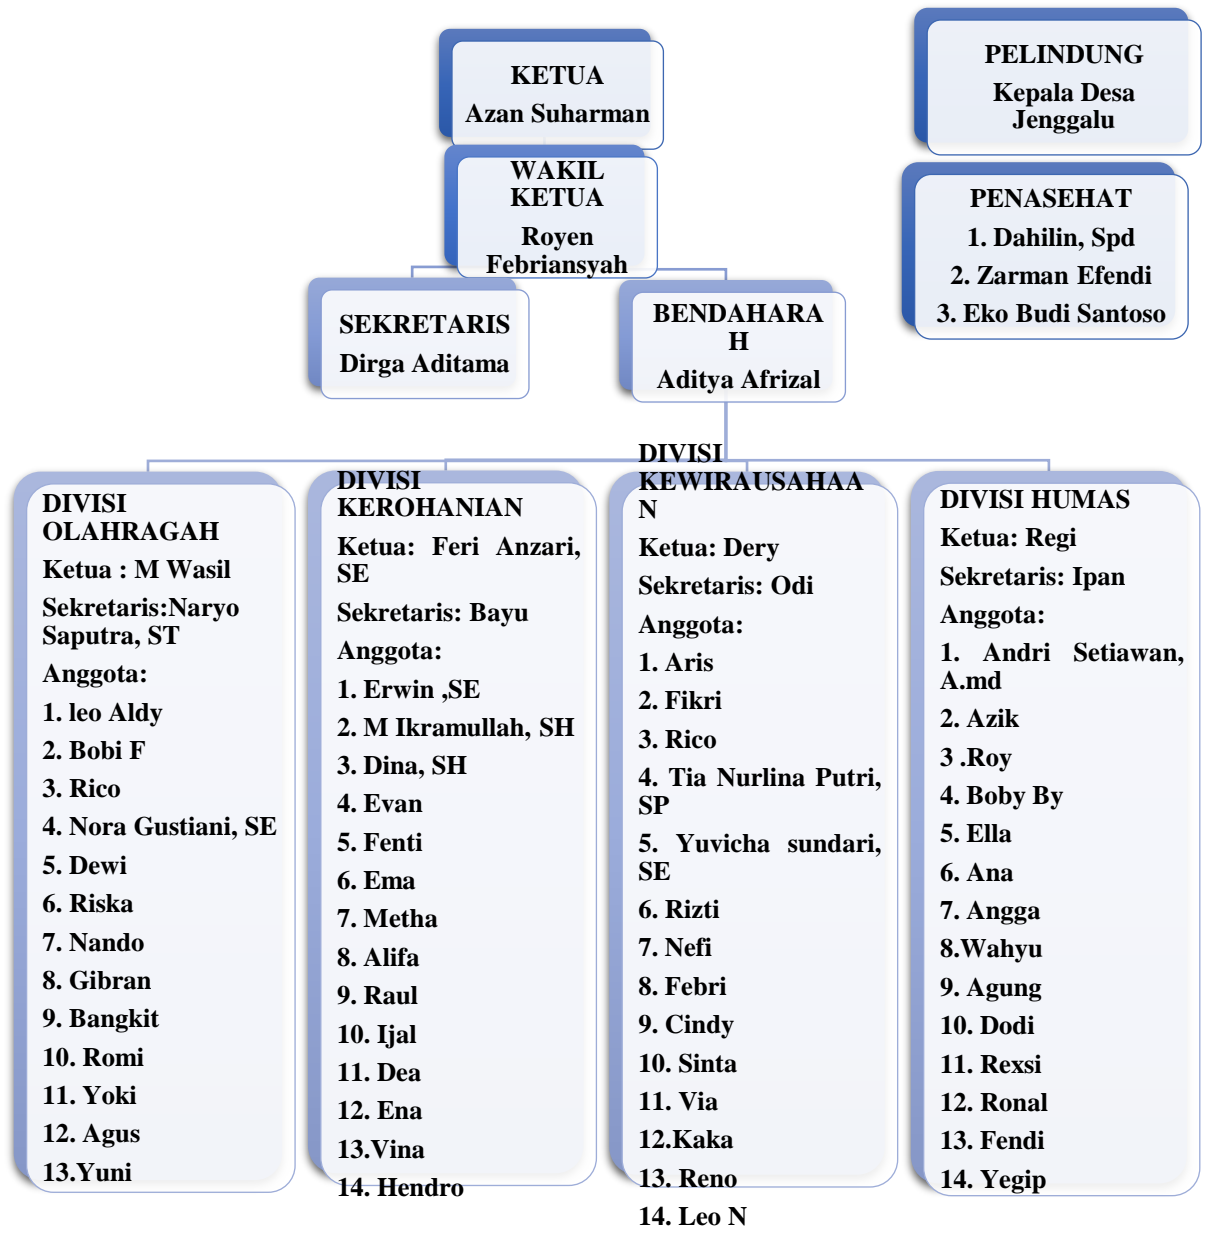 KETUA
Azan Suharman
WAKIL
KETUA
Royen
Febriansyah
PELINDUNG
Kepala Desa
Jenggalu
PENASEHAT
1. Dahilin, Spd
2. Zarman Efendi
3. Eko Budi Santoso
SEKRETARIS
Dirga Aditama
BENDAHARA
H
Aditya Afrizal
DIVISI
OLAHRAGAH
Ketua : M Wasil
Sekretaris:Naryo
Saputra, ST
Anggota:
1. leo Aldy
2. Bobi F
3. Rico
4. Nora Gustiani, SE
5. Dewi
6. Riska
7. Nando
8. Gibran
9. Bangkit
10. Romi
11. Yoki
12. Agus
13.Yuni
DIVISI
KEROHANIAN
Ketua: Feri Anzari,
SE
Sekretaris: Bayu
Anggota:
1. Erwin ,SE
2. M Ikramullah, SH
3. Dina, SH
4. Evan
5. Fenti
6. Ema
7. Metha
8. Alifa
9. Raul
10. Ijal
11. Dea
12. Ena
13.Vina
14. Hendro
DIVISI
KEWIRAUSAHAA
N
Ketua: Dery
Sekretaris: Odi
Anggota:
1. Aris
2. Fikri
3. Rico
4. Tia Nurlina Putri,
SP
5. Yuvicha sundari,
SE
6. Rizti
7. Nefi
8. Febri
9. Cindy
10. Sinta
11. Via
12.Kaka
13. Reno
14. Leo N
DIVISI HUMAS
Ketua: Regi
Sekretaris: Ipan
Anggota:
1. Andri Setiawan,
A.md
2. Azik
3 .Roy
4. Boby By
5. Ella
6. Ana
7. Angga
8.Wahyu
9. Agung
10. Dodi
11. Rexsi
12. Ronal
13. Fendi
14. Yegip